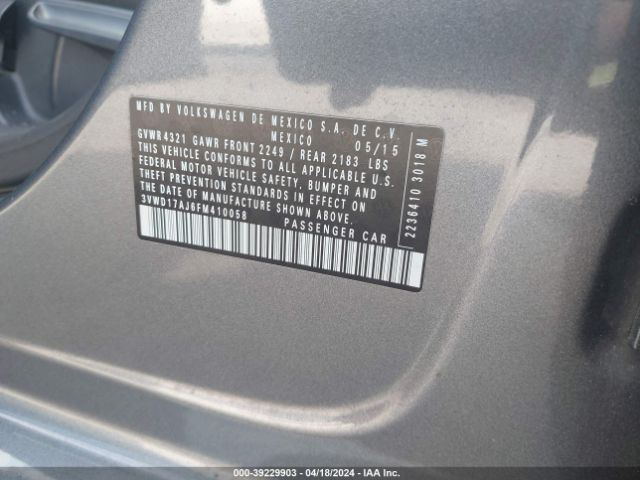 MFD BY VOLKSWAGEN DE MEXICO S.A. DE C.V.
MEXICO 05/15
GVWR4321 GAWR FRONT 2249 / REAR 2183 LBS
THIS VEHICLE CONFORMS TO ALL APPLICABLE U.S.
FEDERAL MOTOR VEHICLE SAFETY, BUMPER AND
THEFT PREVENTION STANDARDS IN EFFECT ON
THE DATE OF MANUFACTURE SHOWN ABOVE.
3VWD17AJ6FM410058 PASSENGER CAR
2236410 3018 M
000-39229903 - 04/18/2024 - IAA Inc.